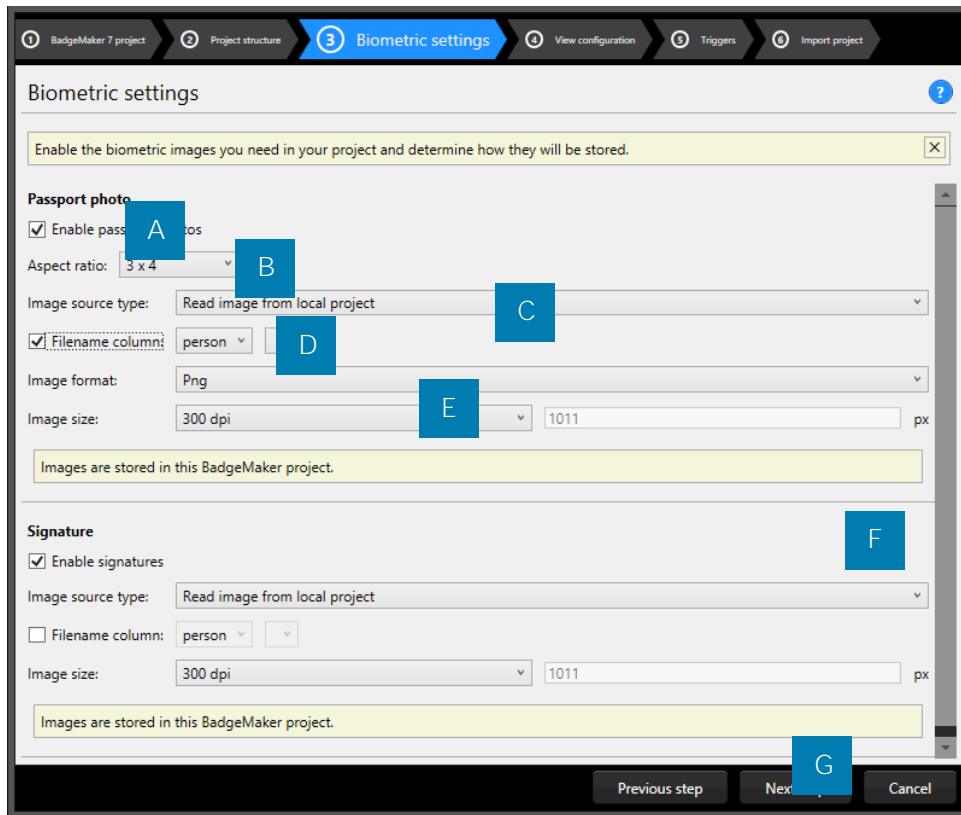 1 BadgeMaker 7 project 2 Project structure 3 Biometric settings 4 View configuration 5 Triggers 6 Import project
Biometric settings ?
Enable the biometric images you need in your project and determine how they will be stored.
Passport photo
A
Enable pas tos
Aspect ratio: 3 x 4 B
Image source type: Read image from local project C
Filename column: person D
Image format: Png
E
Image size: 300 dpi 1011 px
Images are stored in this BadgeMaker project.
Signature F
Enable signatures
Image source type: Read image from local project
Filename column: person
Image size: 300 dpi 1011 px
Images are stored in this BadgeMaker project.
G
Previous step Next Cancel